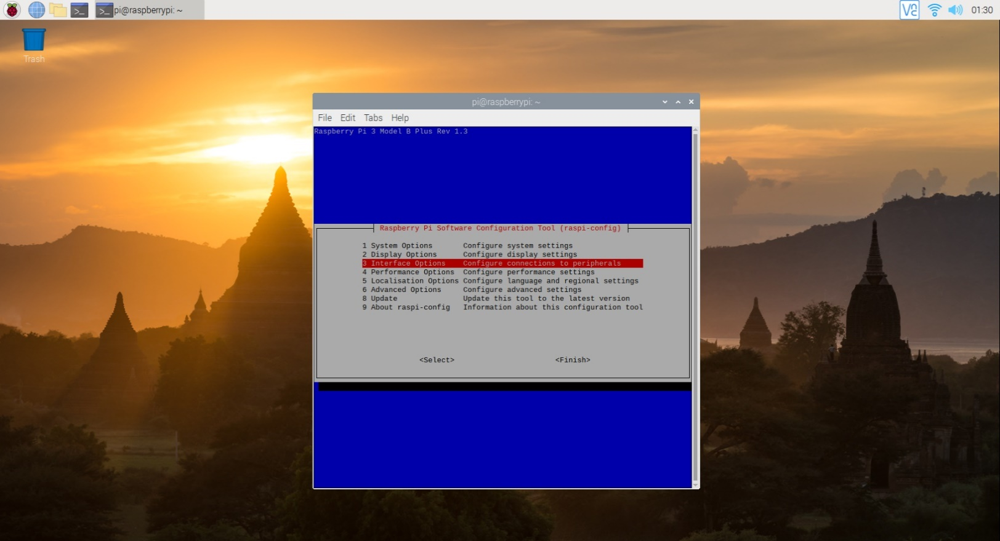 pi@raspberrypi: ~
01:30
Trash
pi@raspberrypi: ~
File Edit Tabs Help
Raspberry Pi 3 Model B Plus Rev 1.3
Raspberry Pi Software Configuration Tool (raspi-config)
1 System Options Configure system settings
2 Display Options Configure display settings
3 Interface Options Configure connections to peripherals
4 Performance Options Configure performance settings
5 Localisation Options Configure language and regional settings
6 Advanced Options Configure advanced settings
8 Update Update this tool to the latest version
9 About raspi-config Information about this configuration tool
<Select> <Finish>